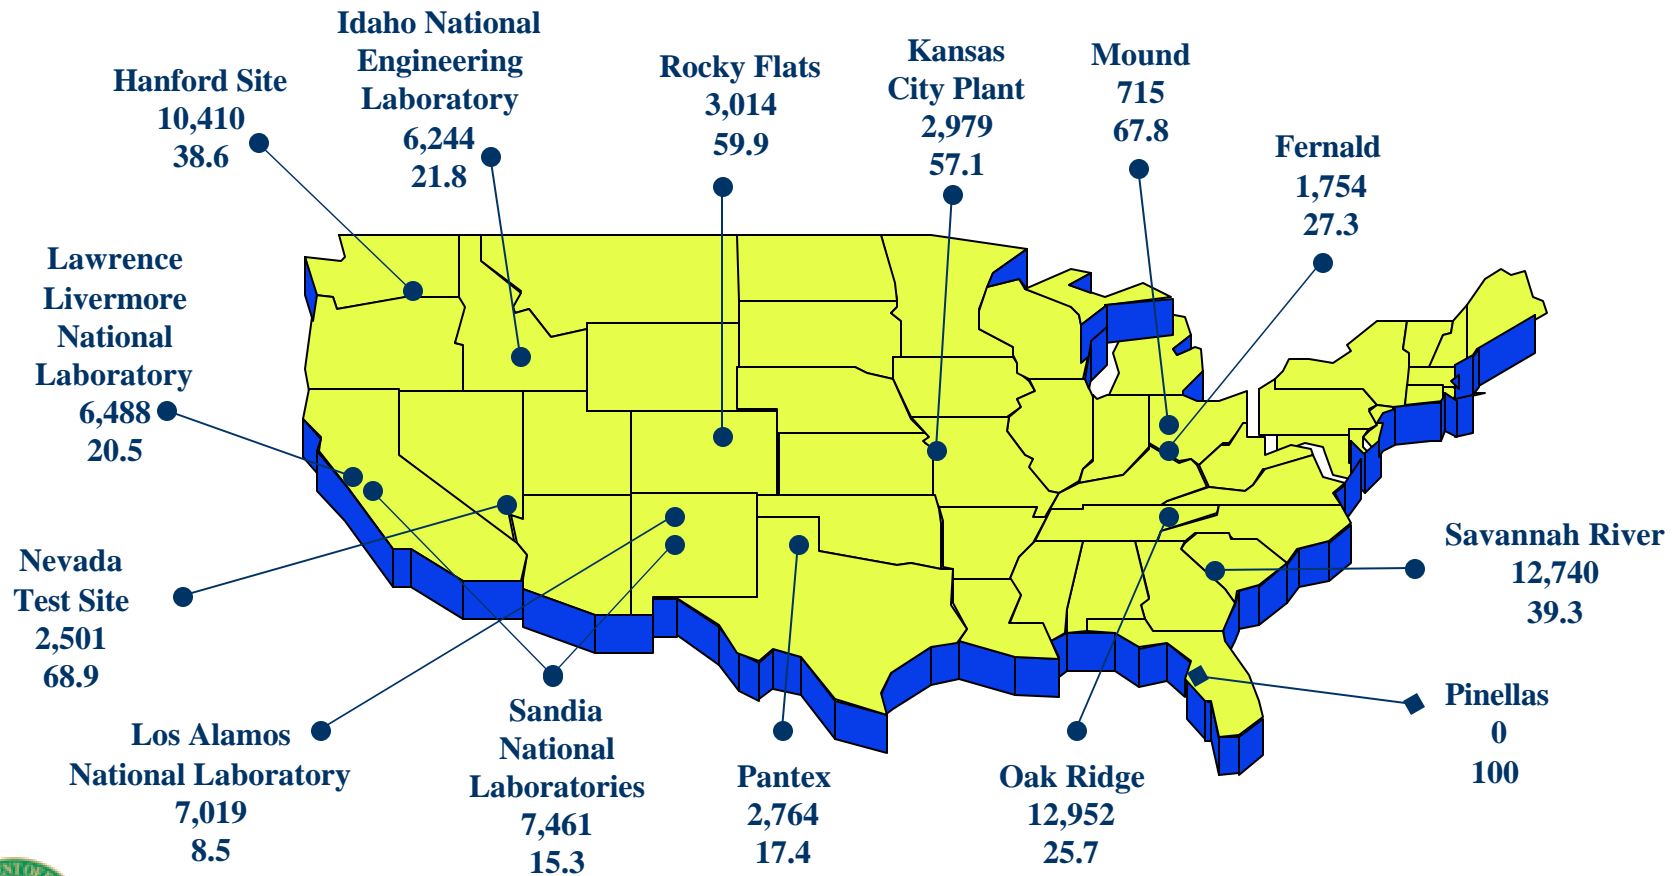 Idaho National
Engineering
Laboratory
6,244
21.8
Hanford Site
10,410
38.6
Rocky Flats
3,014
59.9
Kansas
City Plant
2,979
57.1
Mound
715
67.8
Fernald
1,754
27.3
Lawrence
Livermore
National
Laboratory
6,488
20.5
Nevada
Test Site
2,501
68.9
Los Alamos
National Laboratory
7,019
8.5
Sandia
National
Laboratories
7,461
15.3
Pantex
2,764
17.4
Oak Ridge
12,952
25.7
Savannah River
12,740
39.3
Pinellas
0
100